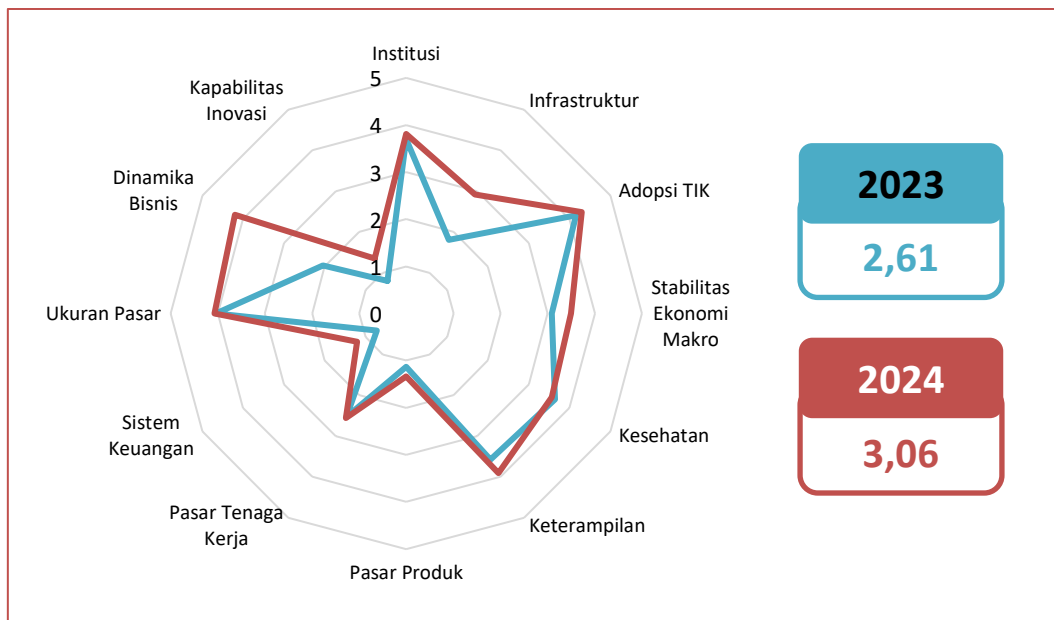 Institusi
Infrastruktur
Adopsi TIK
Stabilitas
Ekonomi
Makro
Kesehatan
Keterampilan
Pasar Produk
Pasar Tenaga
Kerja
Sistem
Keuangan
Ukuran Pasar
Dinamika
Bisnis
Kapabilitas
Inovasi
5
4
3
2
1
0
2023
2,61
2024
3,06